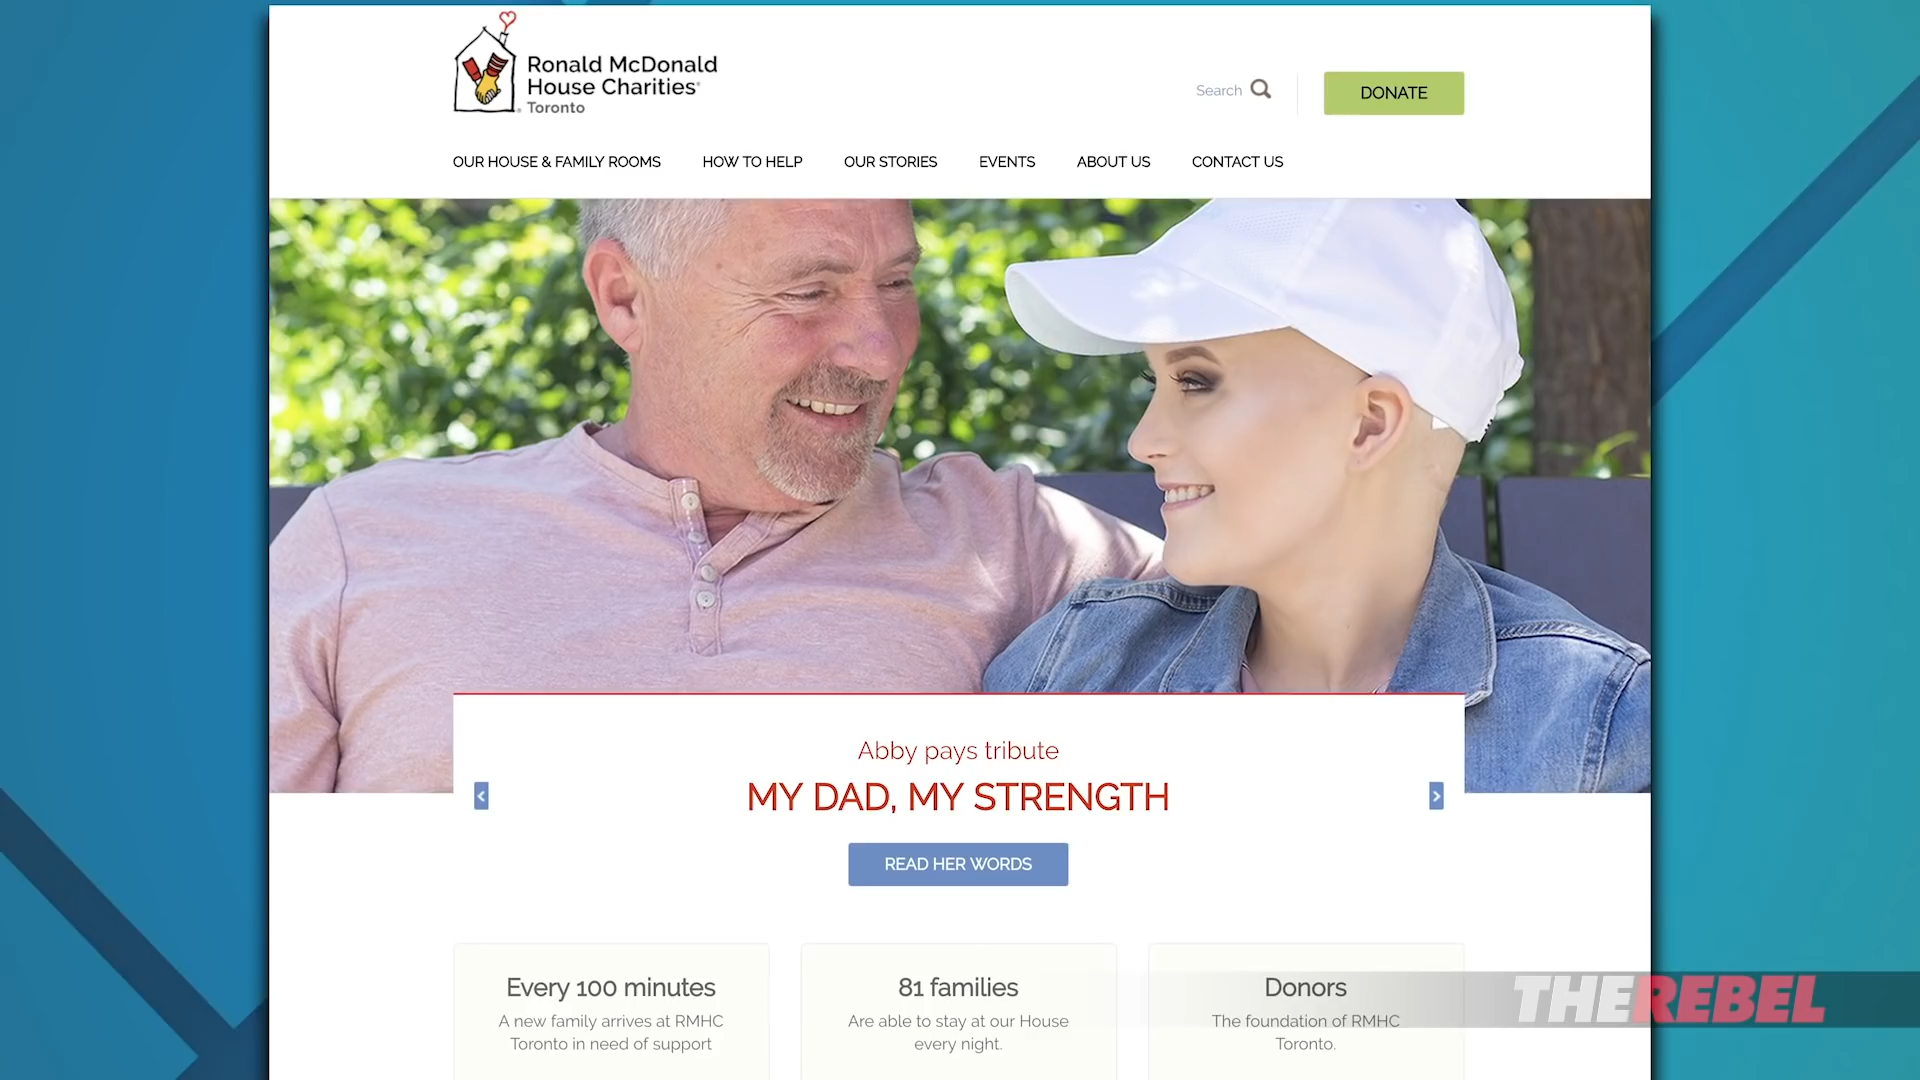 Ronald McDonald
House Charities®
Toronto
Search
DONATE
OUR HOUSE & FAMILY ROOMS
HOW TO HELP
OUR STORIES
EVENTS
ABOUT US
CONTACT US
Abby pays tribute
MY DAD, MY STRENGTH
READ HER WORDS
Every 100 minutes
A new family arrives at RMHC
Toronto in need of support
81 families
Are able to stay at our House
every night.
Donors
The foundation of RMHC
Toronto.
THE REBEL